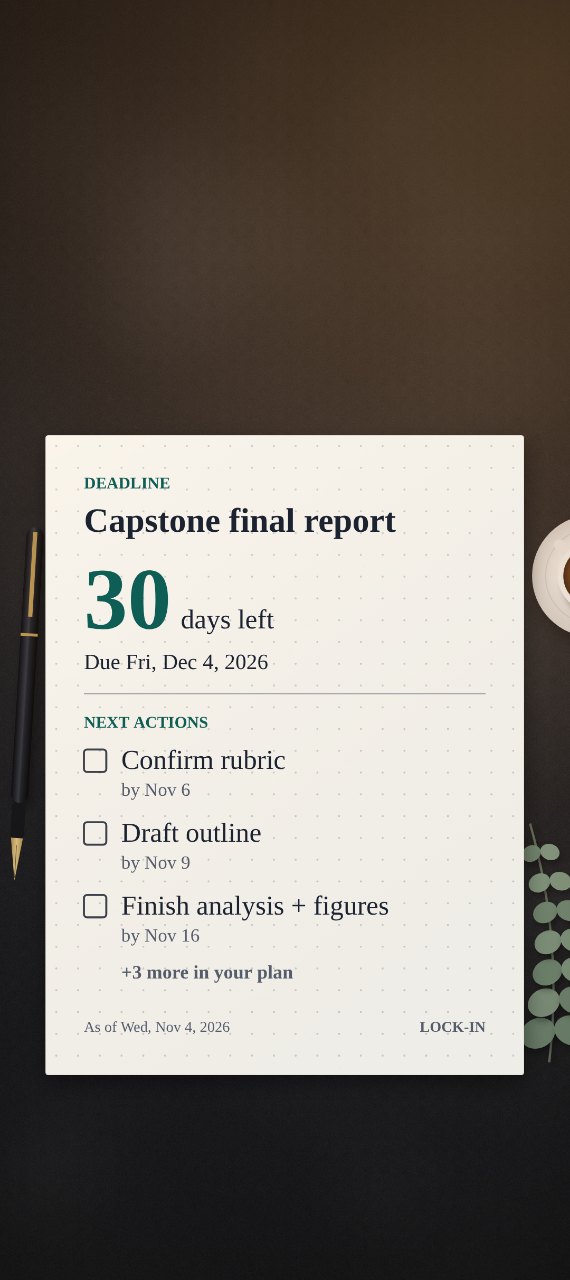 DEADLINE
Capstone final report
30 days left
Due Fri, Dec 4, 2026
NEXT ACTIONS
Confirm rubric
by Nov 6
Draft outline
by Nov 9
Finish analysis + figures
by Nov 16
+3 more in your plan
As of Wed, Nov 4, 2026
LOCK-IN